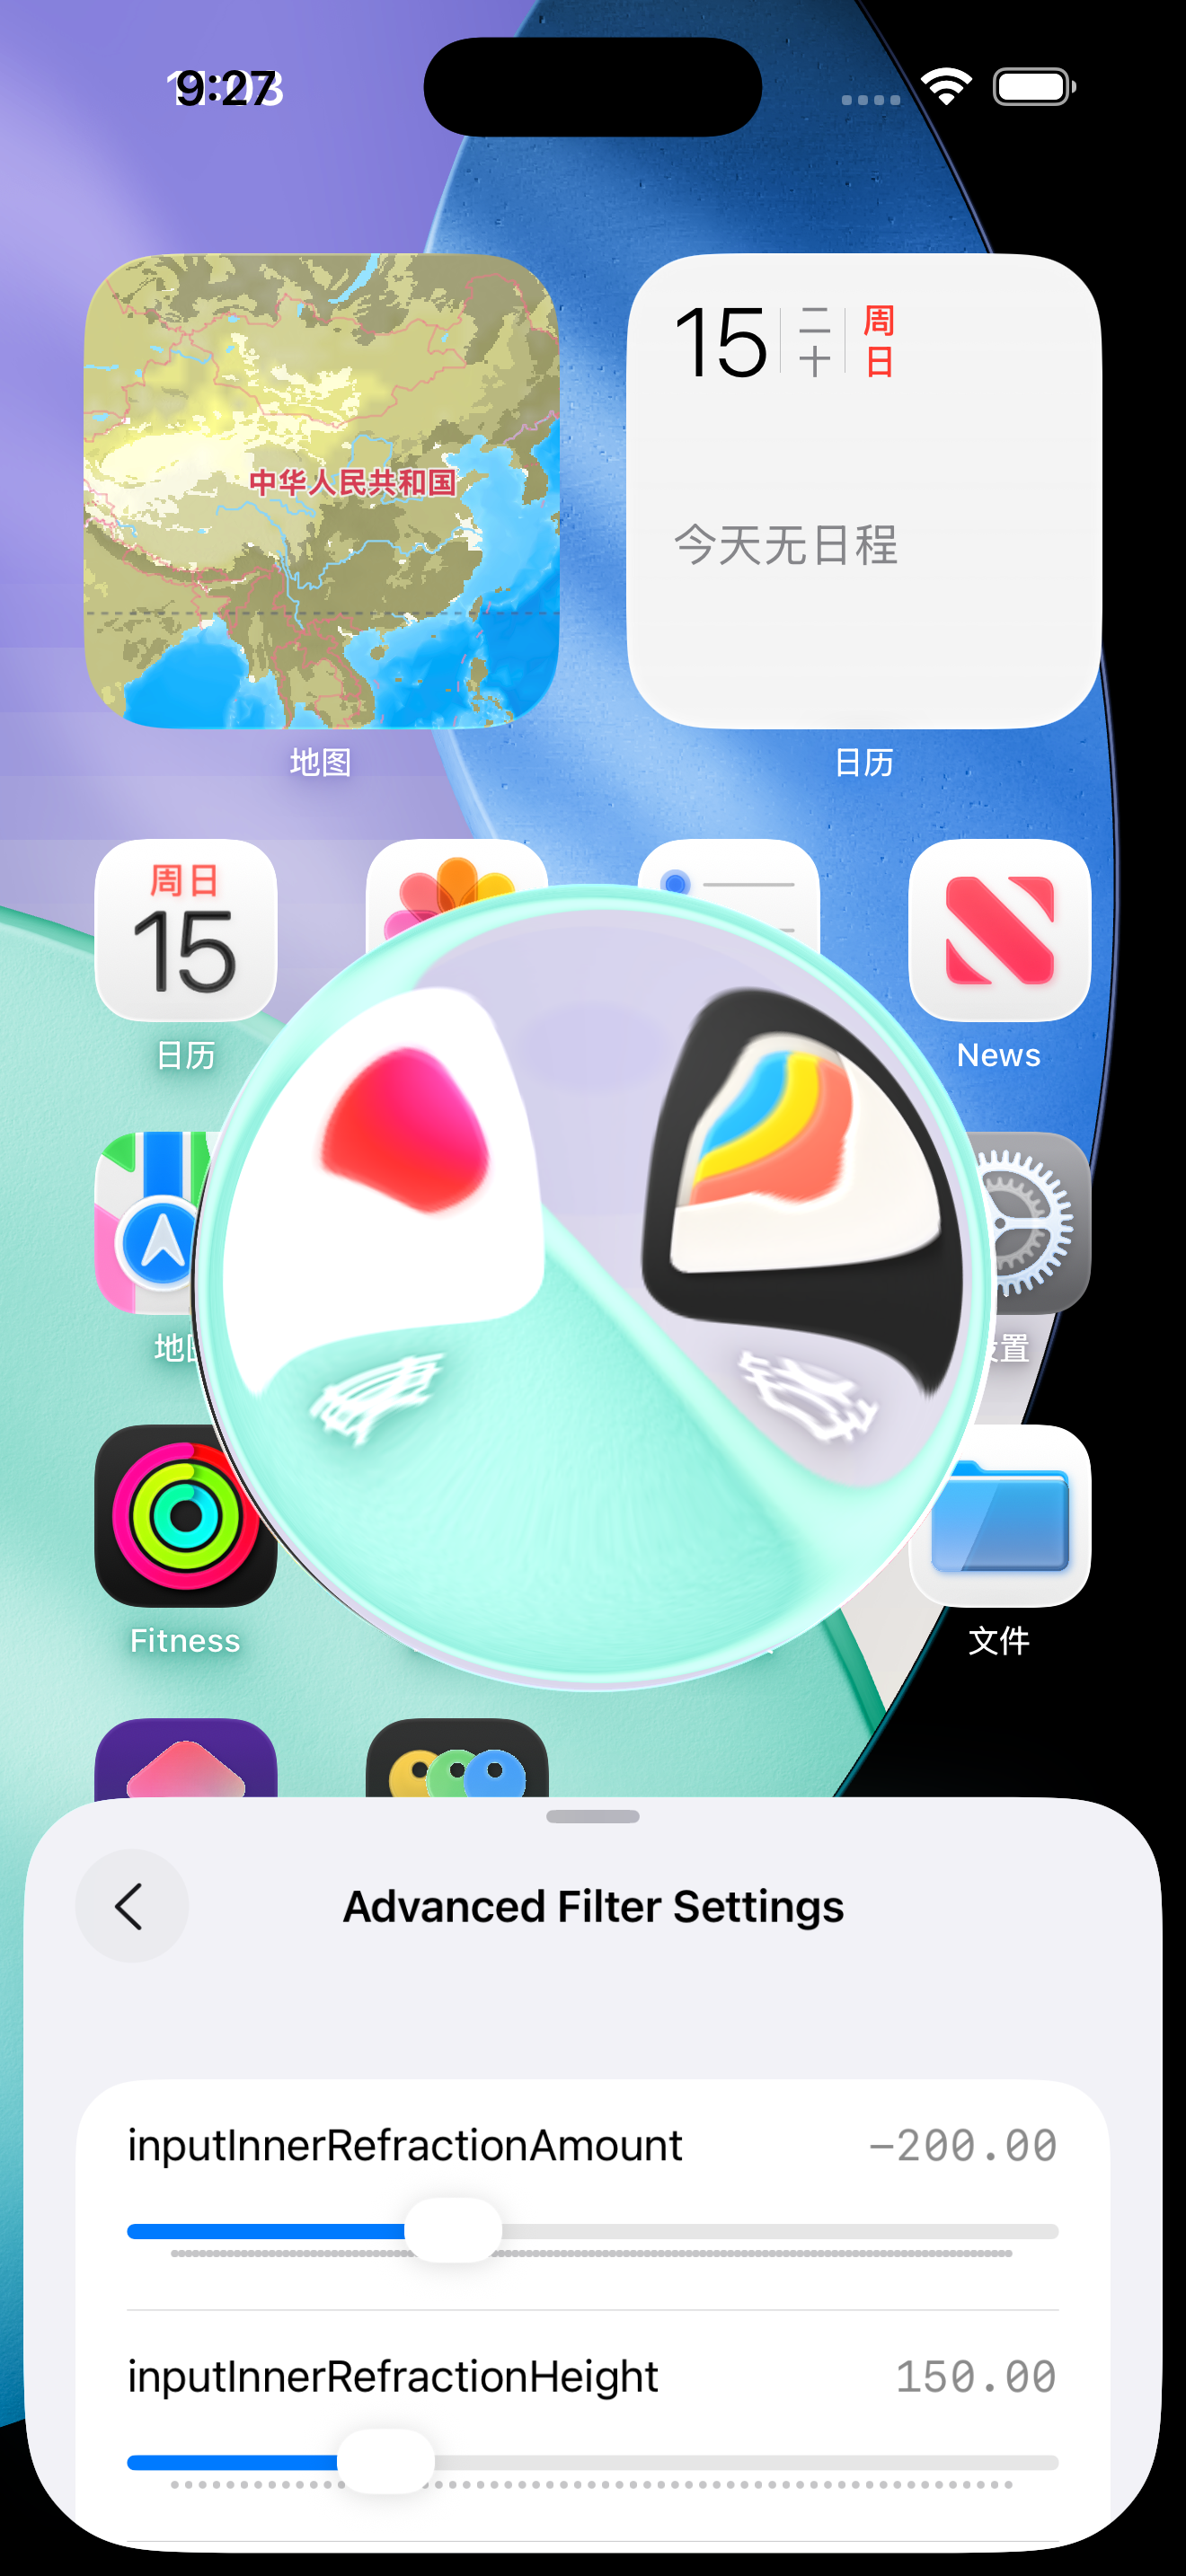 9:27
中华人民共和国
15
二十
周日
今天无日程
地图
日历
周日
15
日历
News
地图
设置
Fitness
文件
Advanced Filter Settings
inputInnerRefractionAmount
-200.00
inputInnerRefractionHeight
150.00